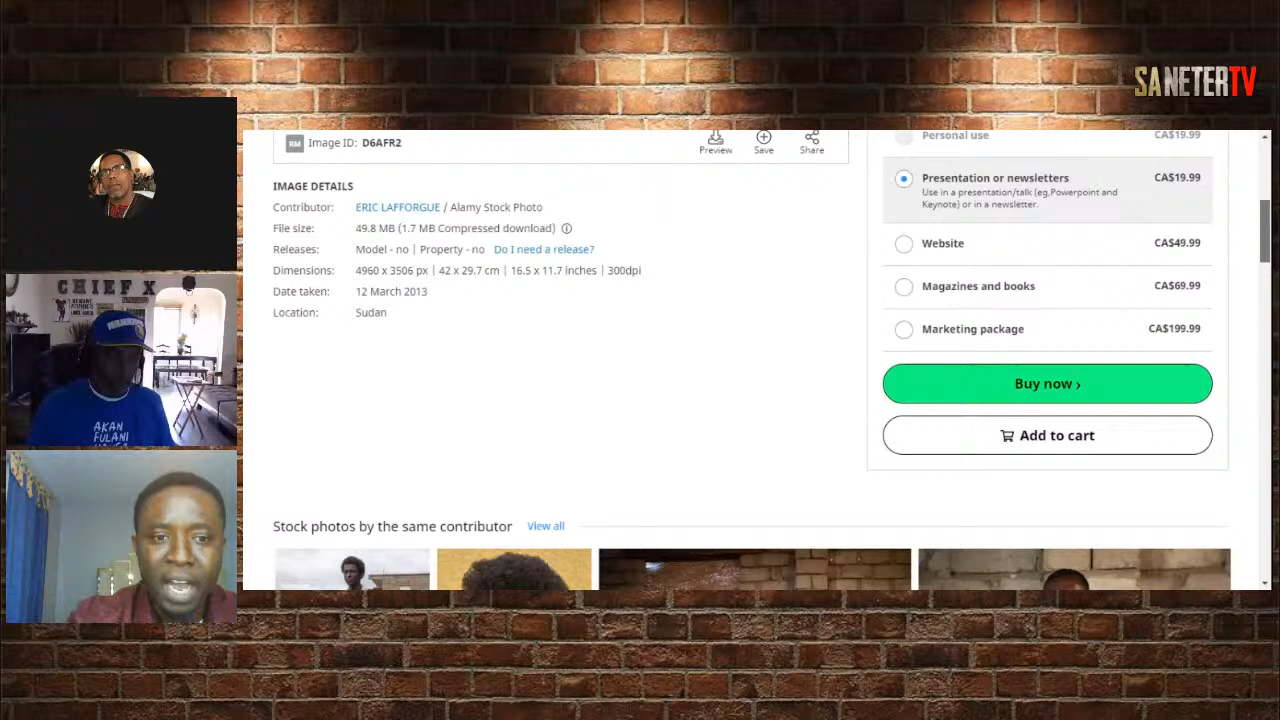 SANETERTV
CHIEF X
AKAN
FULANI
RM Image ID: D6AFR2
Preview
Save
Share
IMAGE DETAILS
Contributor: ERIC LAFFORGUE / Alamy Stock Photo
File size: 49.8 MB (1.7 MB Compressed download)
Releases: Model - no | Property - no Do I need a release?
Dimensions: 4960 x 3506 px | 42 x 29.7 cm | 16.5 x 11.7 inches | 300dpi
Date taken: 12 March 2013
Location: Sudan
Personal use CA$19.99
Presentation or newsletters CA$19.99
Use in a presentation/talk (eg,Powerpoint and
Keynote) or in a newsletter.
Website CA$49.99
Magazines and books CA$69.99
Marketing package CA$199.99
Buy now ›
Add to cart
Stock photos by the same contributor View all